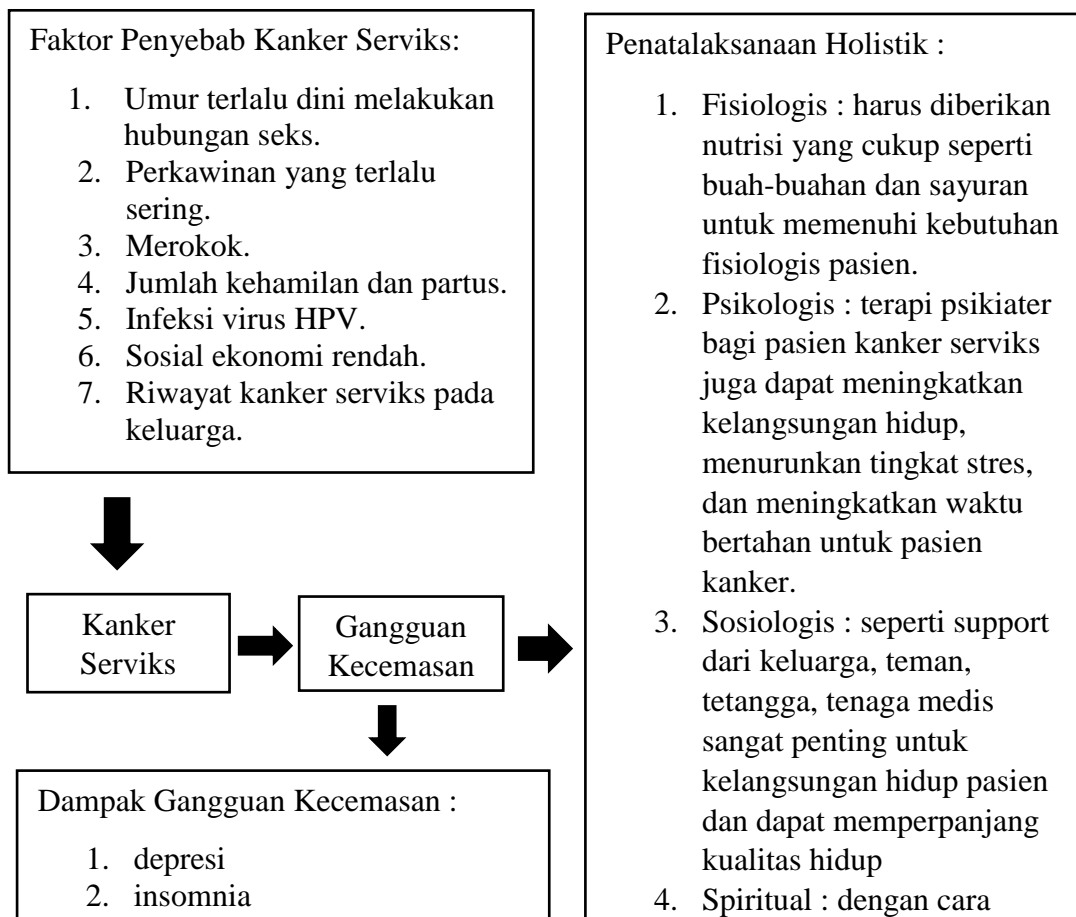 Faktor Penyebab Kanker Serviks:
1. Umur terlalu dini melakukan
hubungan seks.
2. Perkawinan yang terlalu
sering.
3. Merokok.
4. Jumlah kehamilan dan partus.
5. Infeksi virus HPV.
6. Sosial ekonomi rendah.
7. Riwayat kanker serviks pada
keluarga.
Kanker
Serviks
Gangguan
Kecemasan
Dampak Gangguan Kecemasan :
1. depresi
2. insomnia
Penatalaksanaan Holistik :
1. Fisiologis : harus diberikan
nutrisi yang cukup seperti
buah-buahan dan sayuran
untuk memenuhi kebutuhan
fisiologis pasien.
2. Psikologis : terapi psikiater
bagi pasien kanker serviks
juga dapat meningkatkan
kelangsungan hidup,
menurunkan tingkat stres,
dan meningkatkan waktu
bertahan untuk pasien
kanker.
3. Sosiologis : seperti support
dari keluarga, teman,
tetangga, tenaga medis
sangat penting untuk
kelangsungan hidup pasien
dan dapat memperpanjang
kualitas hidup
4. Spiritual : dengan cara